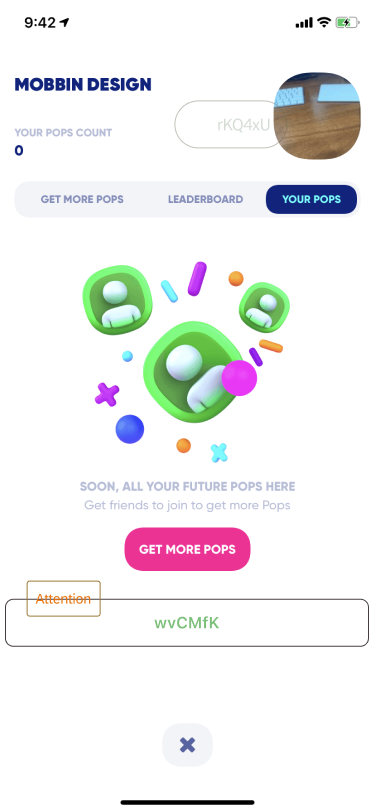 9:42
MOBBIN DESIGN
rKQ4xU
YOUR POPS COUNT
0
GET MORE POPS
LEADERBOARD
YOUR POPS
SOON, ALL YOUR FUTURE POPS HERE
Get friends to join to get more Pops
GET MORE POPS
Attention
wvCMfK